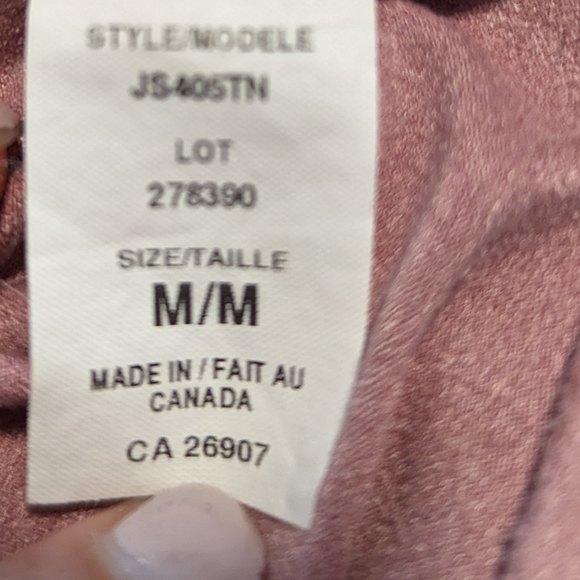 STYLE/MODELE
JS405TN
LOT
278390
SIZE/TAILLE
M/M
MADE IN / FAIT AU
CANADA
CA 26907